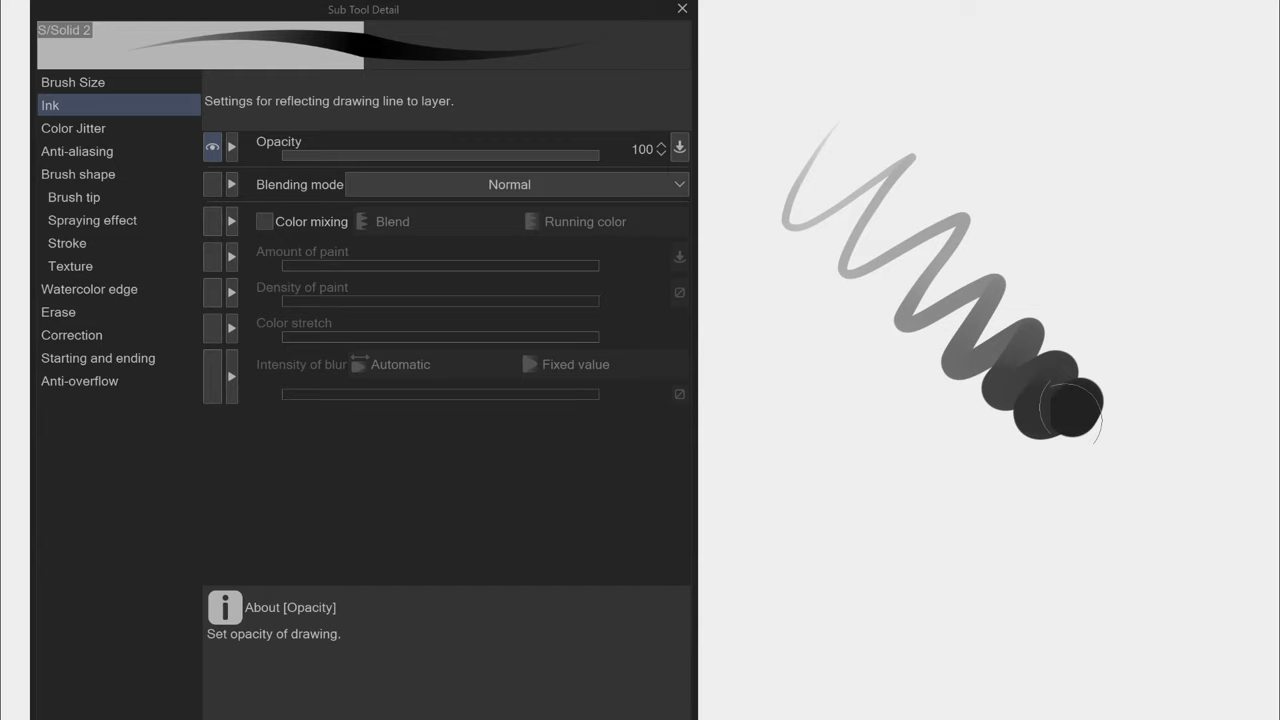 Sub Tool Detail
S/Solid 2
Brush Size
Ink
Color Jitter
Anti-aliasing
Brush shape
Brush tip
Spraying effect
Stroke
Texture
Watercolor edge
Erase
Correction
Starting and ending
Anti-overflow
Settings for reflecting drawing line to layer.
Opacity 100
Blending mode Normal
Color mixing Blend Running color
Amount of paint
Density of paint
Color stretch
Intensity of blur Automatic Fixed value
About [Opacity]
Set opacity of drawing.